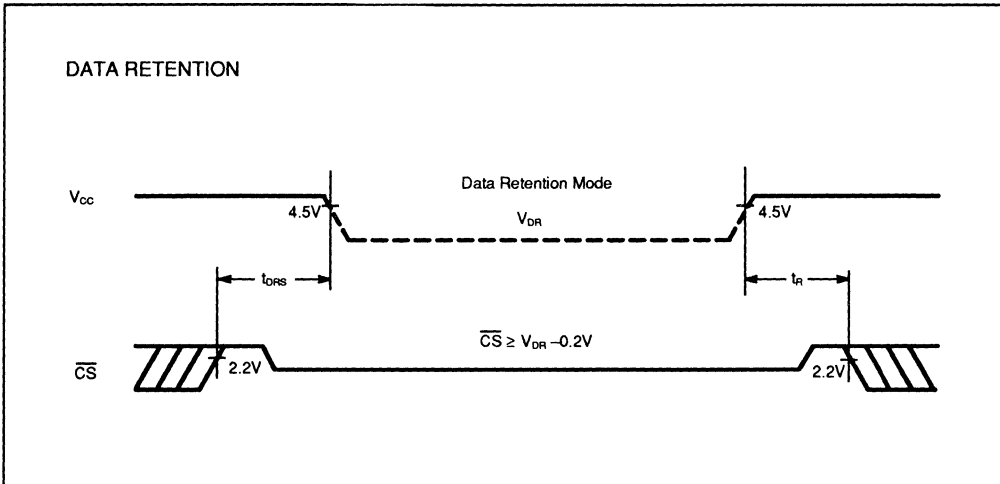 DATA RETENTION
Data Retention Mode
VCC
4.5V
VDR
4.5V
tDRS
tR
CS ≥ VDR –0.2V
CS
2.2V
2.2V